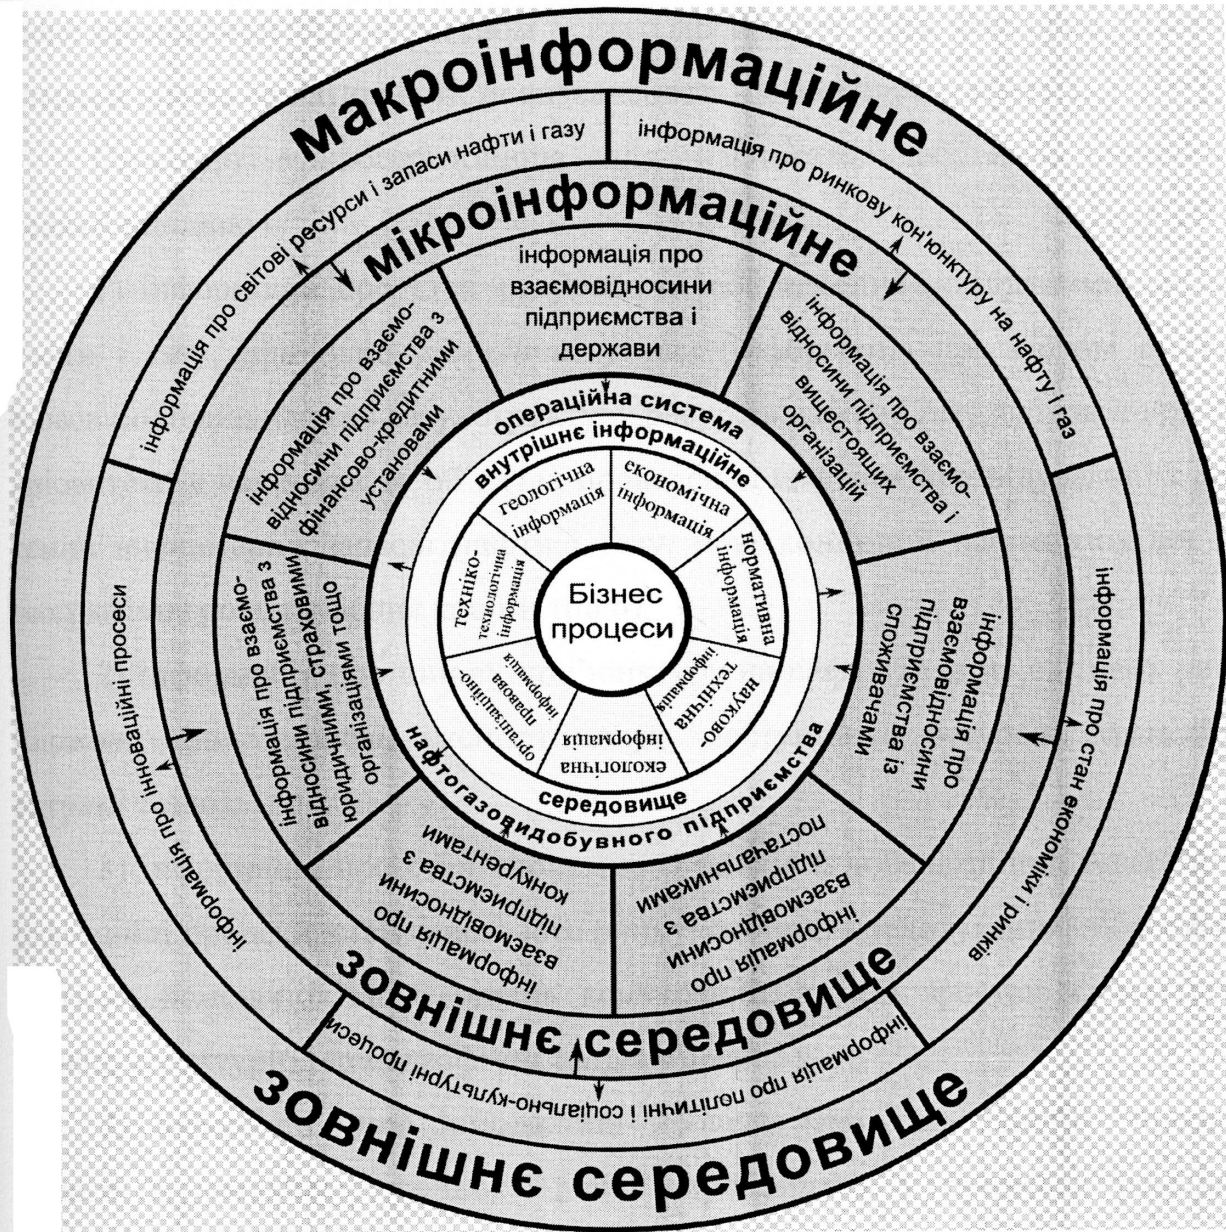 макроінформаційне
інформація про світові ресурси і запаси нафти і газу
інформація про ринкову кон'юнктуру на нафту і газ
мікроінформаційне
інформація про
взаємовідносини
підприємства і
держави
інформація про взаємо-
відносини підприємства з
фінансово-кредитними
установами
інформація про взаємо-
відносини підприємства і
вищестоящих
організацій
операційна система
внутрішнє інформаційне
геологічна
інформація
економічна
інформація
техніко-
технологічна
інформація
нормативна
інформація
Бізнес
процеси
організаційно-
правова
інформація
науково-
технічна
інформація
екологічна
інформація
середовище
нафтогазовидобувного підприємства
інформація про взаємо-
відносини підприємства з
юридичними, страховими
організаціями тощо
інформація про
взаємовідносини
підприємства із
споживачами
інформація про
взаємовідносини
підприємства з
конкурентами
інформація про
взаємовідносини
підприємства з
постачальниками
інформація про інноваційні просеси
інформація про стан економіки і ринків
зовнішнє середовище
інформація про політичні і соціально-культурні процеси
зовнішнє середовище